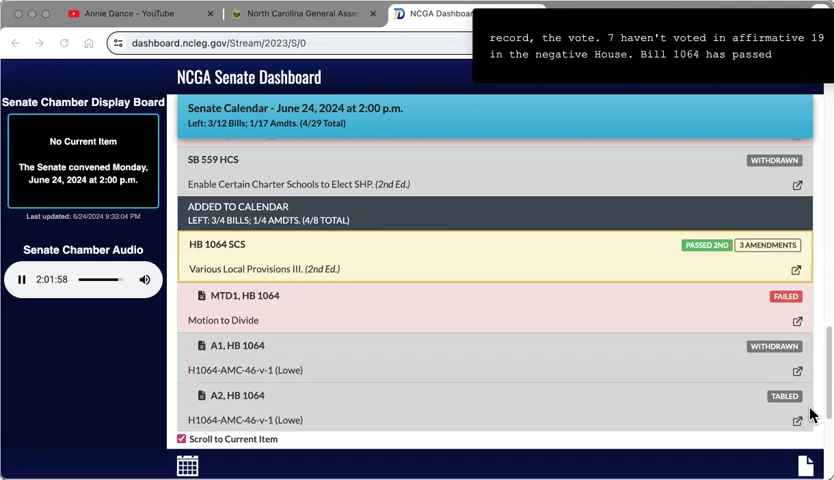 Annie Dance - YouTube
North Carolina General Asse
NCGA Dashboar
dashboard.ncleg.gov/Stream/2023/S/0
record, the vote. 7 haven't voted in affirmative 19
in the negative House. Bill 1064 has passed
NCGA Senate Dashboard
Senate Chamber Display Board
No Current Item
The Senate convened Monday,
June 24, 2024 at 2:00 p.m.
Last updated: 6/24/2024 9:33:04 PM
Senate Chamber Audio
2:01:58
Senate Calendar - June 24, 2024 at 2:00 p.m.
Left: 3/12 Bills; 1/17 Amdts. (4/29 Total)
SB 559 HCS
WITHDRAWN
Enable Certain Charter Schools to Elect SHP. (2nd Ed.)
ADDED TO CALENDAR
LEFT: 3/4 BILLS; 1/4 AMDTS. (4/8 TOTAL)
HB 1064 SCS
PASSED 2ND
3 AMENDMENTS
Various Local Provisions III. (2nd Ed.)
MTD1, HB 1064
FAILED
Motion to Divide
A1, HB 1064
WITHDRAWN
H1064-AMC-46-v-1 (Lowe)
A2, HB 1064
TABLED
H1064-AMC-46-v-1 (Lowe)
Scroll to Current Item